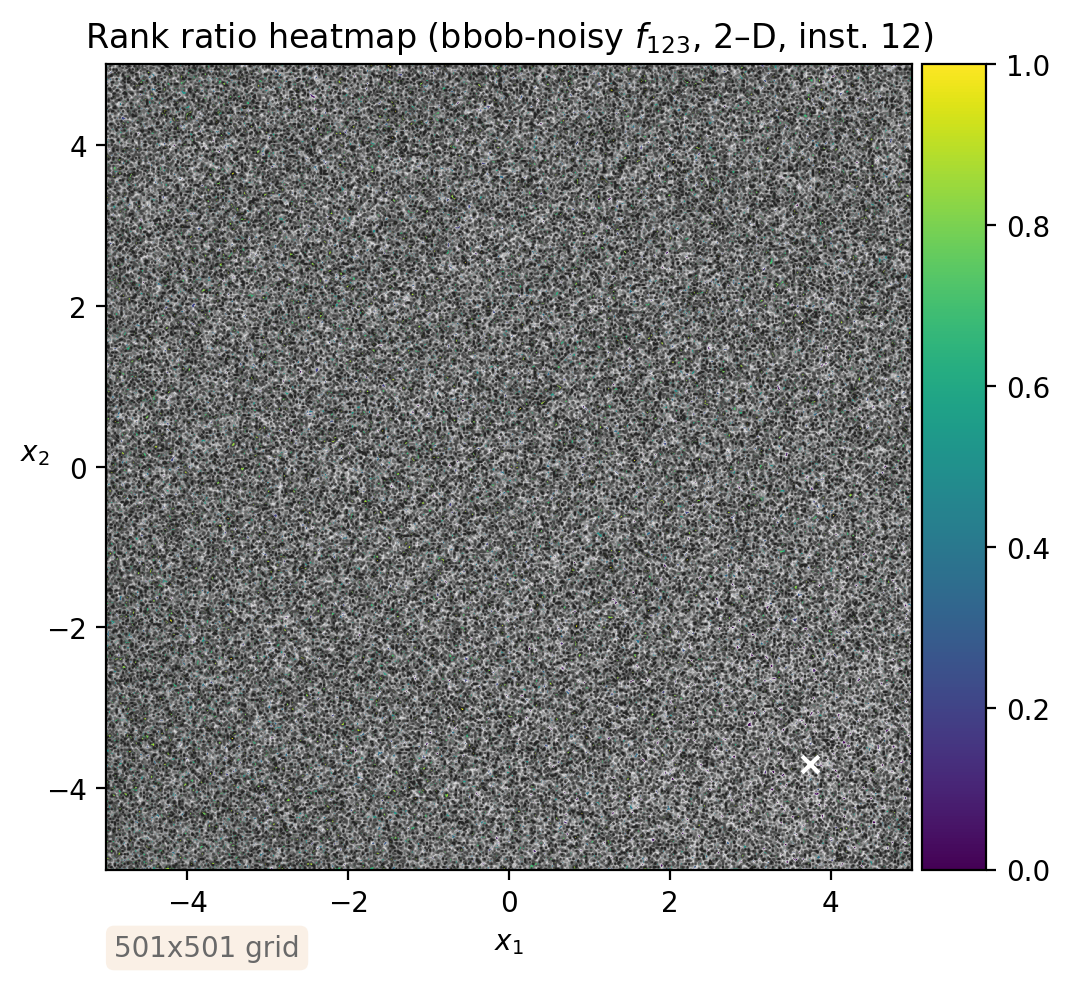 Rank ratio heatmap (bbob-noisy f₁₂₃, 2–D, inst. 12)
1.0
0.8
0.6
0.4
0.2
0.0
x₂
4
2
0
−2
−4
−4 −2 0 2 4
x₁
501x501 grid